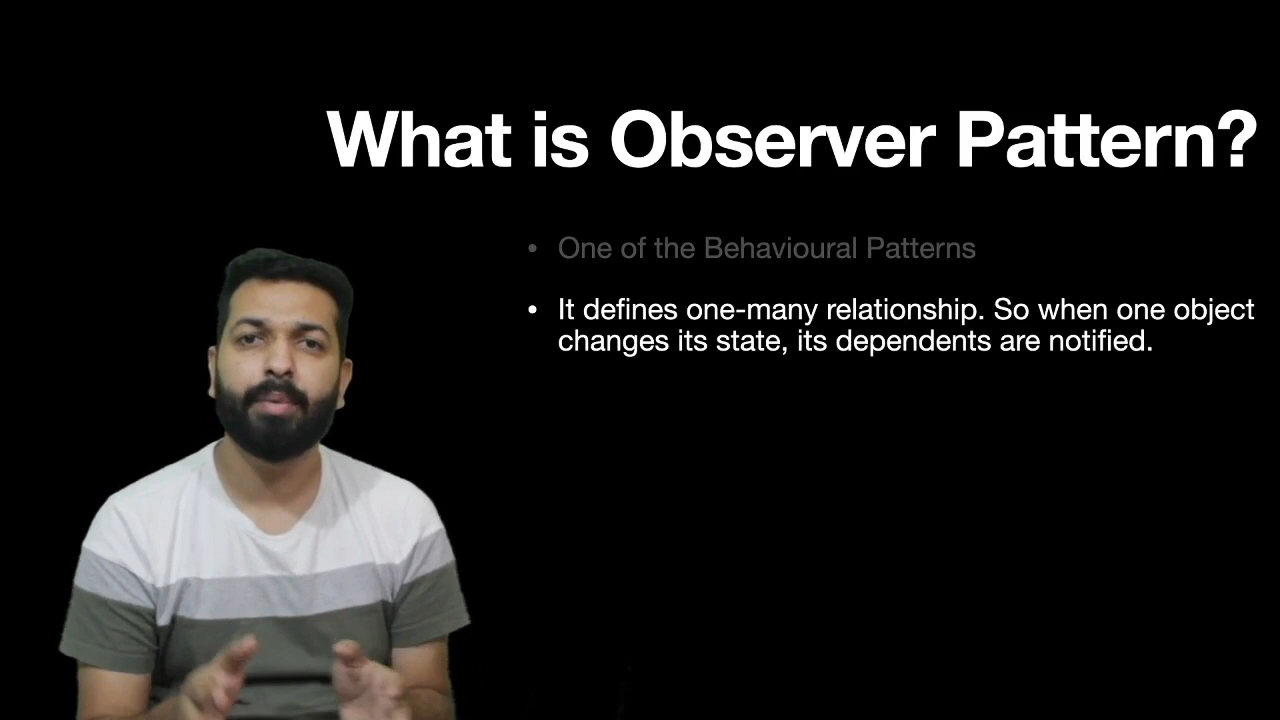 What is Observer Pattern?
• One of the Behavioural Patterns
• It defines one-many relationship. So when one object
changes its state, its dependents are notified.